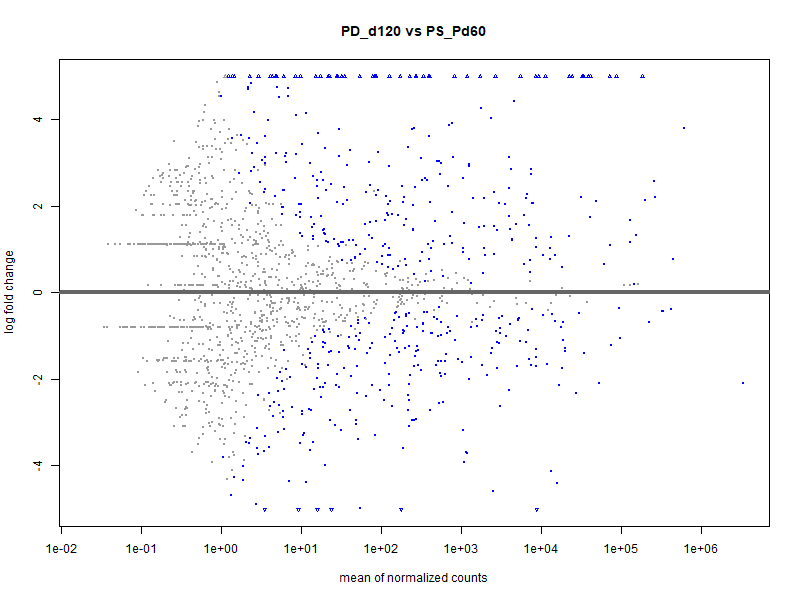 PD_d120 vs PS_Pd60
log fold change
4
2
0
-2
-4
1e-02 1e-01 1e+00 1e+01 1e+02 1e+03 1e+04 1e+05 1e+06
mean of normalized counts